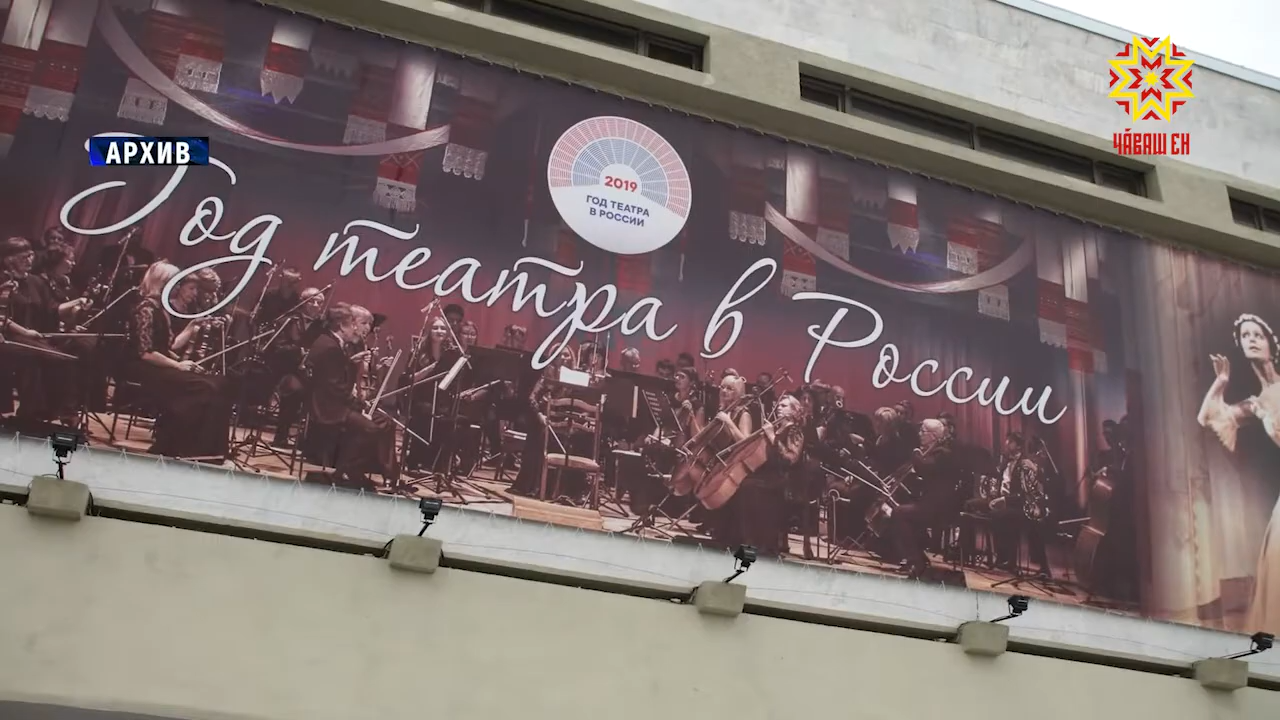 АРХИВ
ЧĂВАШ ЕН
2019
ГОД ТЕАТРА
В РОССИИ
Год театра в России